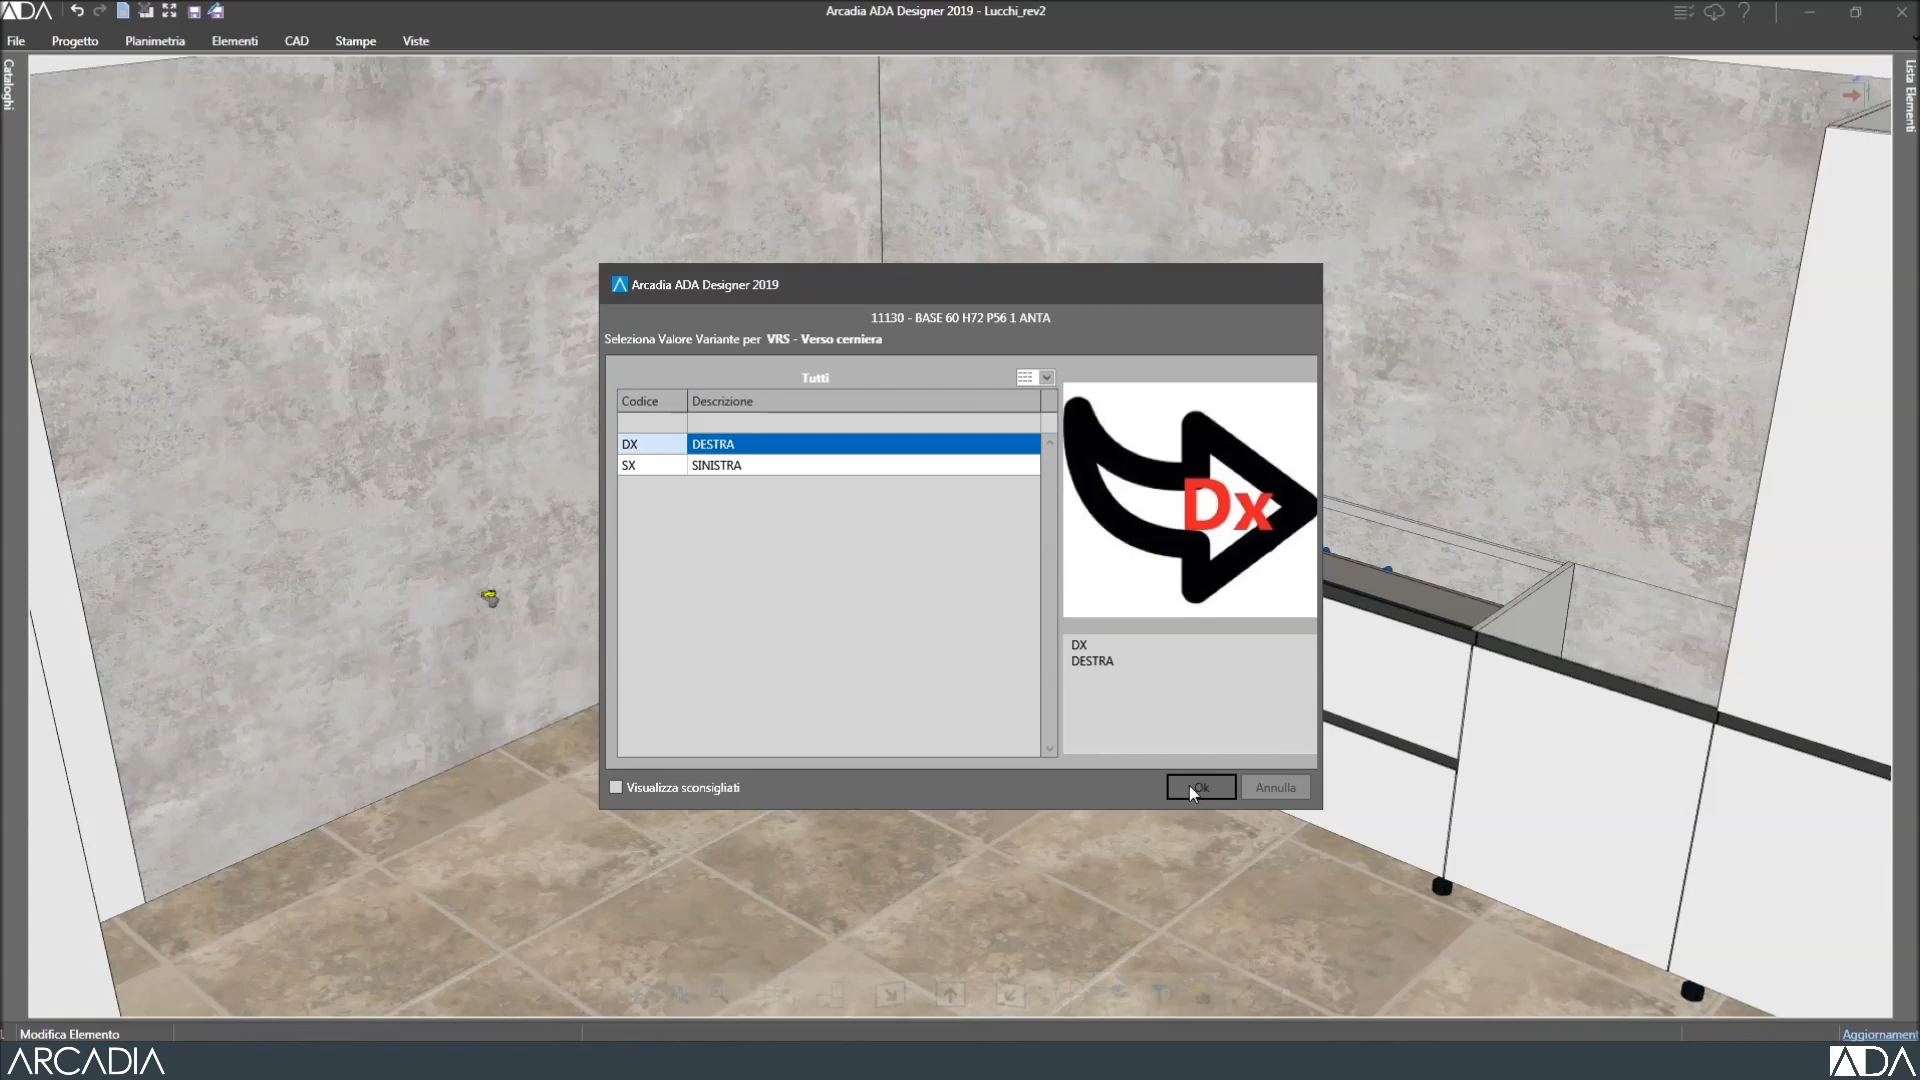 ADA
Arcadia ADA Designer 2019 - Lucchi_rev2
File Progetto Planimetria Elementi CAD Stampe Viste
Cataloghi
Lista Elementi
Arcadia ADA Designer 2019
11130 - BASE 60 H72 P56 1 ANTA
Seleziona Valore Variante per VRS - Verso cerniera
Tutti
Codice Descrizione
DX DESTRA
SX SINISTRA
Dx
DX
DESTRA
Visualizza sconsigliati
Ok Annulla
Modifica Elemento
Aggiornament
ARCADIA
ADA